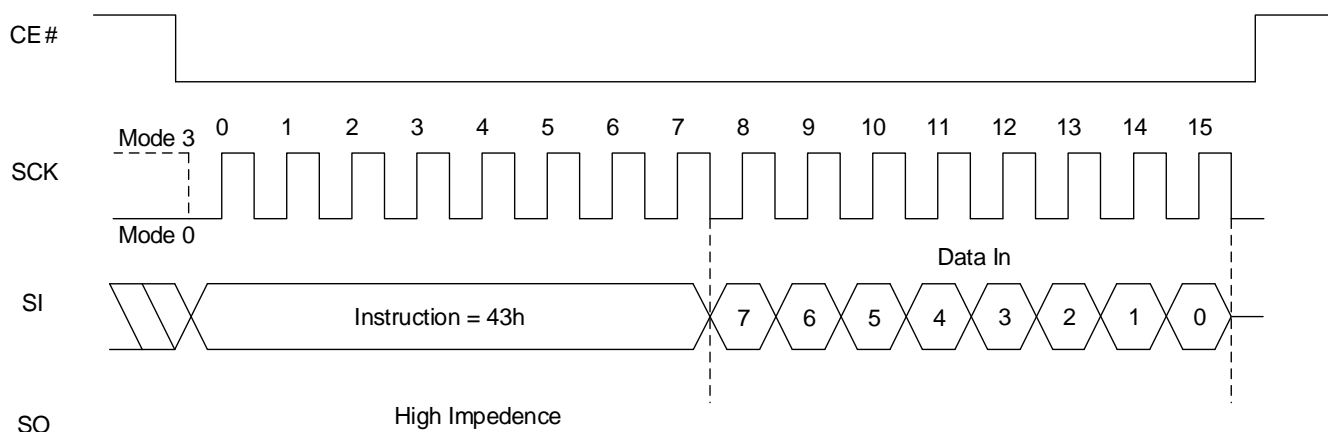 CE#
0 1 2 3 4 5 6 7 8 9 10 11 12 13 14 15
Mode 3
SCK
Mode 0
Data In
SI
Instruction = 43h
7 6 5 4 3 2 1 0
High Impedence
SO